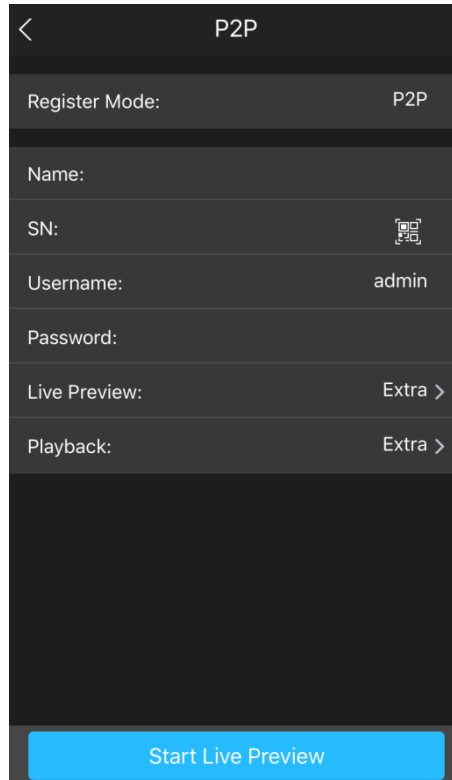 P2P
Register Mode: P2P
Name:
SN:
Username: admin
Password:
Live Preview: Extra
Playback: Extra
Start Live Preview